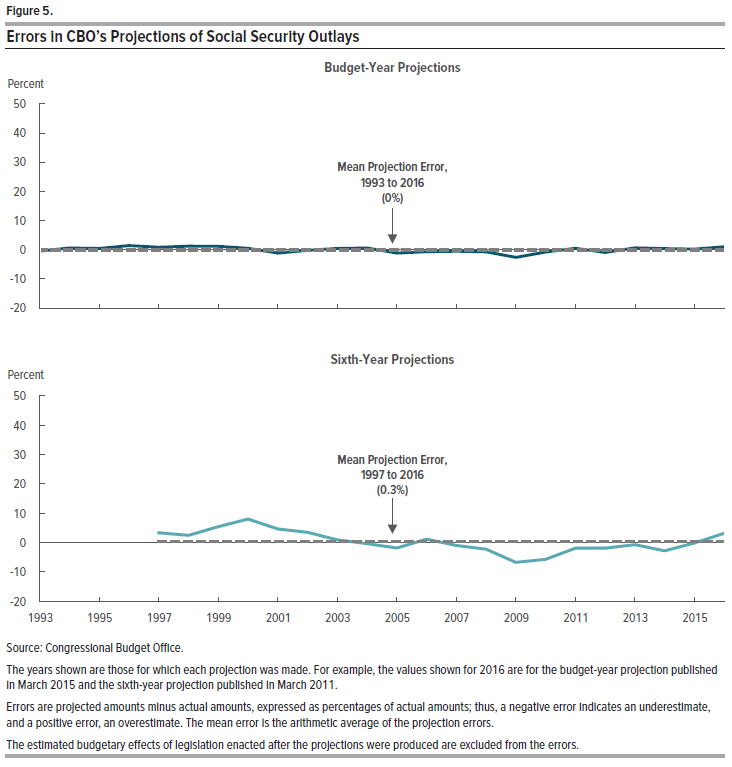 Figure 5.
Errors in CBO's Projections of Social Security Outlays
Budget-Year Projections
Percent
50
40
30
20
10
0
-10
-20
Mean Projection Error,
1993 to 2016
(0%)
Sixth-Year Projections
Percent
50
40
30
20
10
0
-10
-20
Mean Projection Error,
1997 to 2016
(0.3%)
1993 1995 1997 1999 2001 2003 2005 2007 2009 2011 2013 2015
Source: Congressional Budget Office.
The years shown are those for which each projection was made. For example, the values shown for 2016 are for the budget-year projection published
in March 2015 and the sixth-year projection published in March 2011.
Errors are projected amounts minus actual amounts, expressed as percentages of actual amounts; thus, a negative error indicates an underestimate,
and a positive error, an overestimate. The mean error is the arithmetic average of the projection errors.
The estimated budgetary effects of legislation enacted after the projections were produced are excluded from the errors.